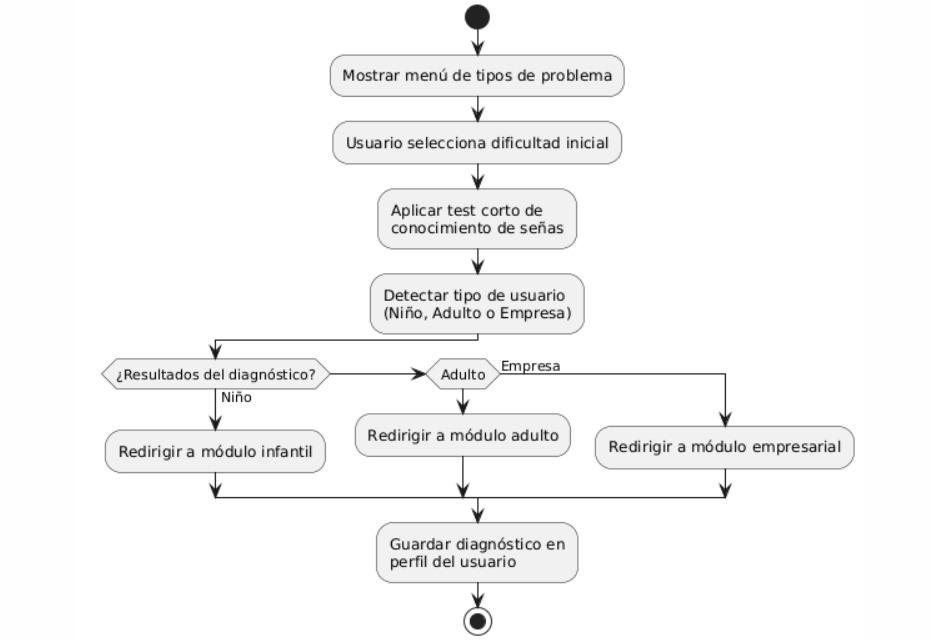 Mostrar menú de tipos de problema
Usuario selecciona dificultad inicial
Aplicar test corto de
conocimiento de señas
Detectar tipo de usuario
(Niño, Adulto o Empresa)
¿Resultados del diagnóstico?
Adulto
Empresa
Niño
Redirigir a módulo infantil
Redirigir a módulo adulto
Redirigir a módulo empresarial
Guardar diagnóstico en
perfil del usuario